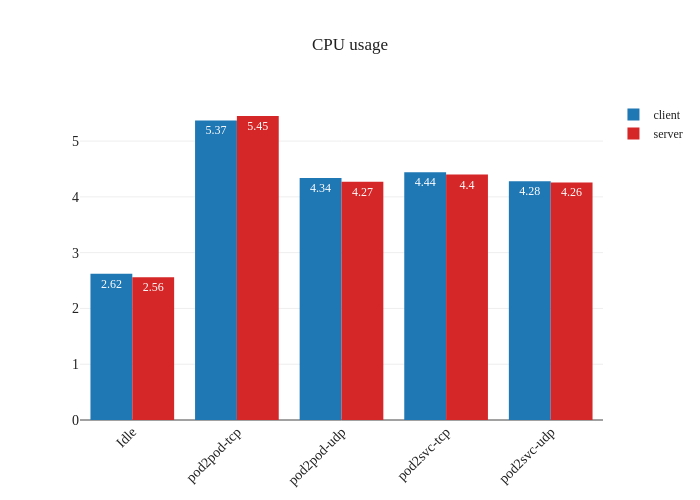 CPU usage
client
server
5
4
3
2
1
0
5.37
5.45
4.34
4.27
4.44
4.4
4.28
4.26
2.62
2.56
Idle
pod2pod-tcp
pod2pod-udp
pod2svc-tcp
pod2svc-udp